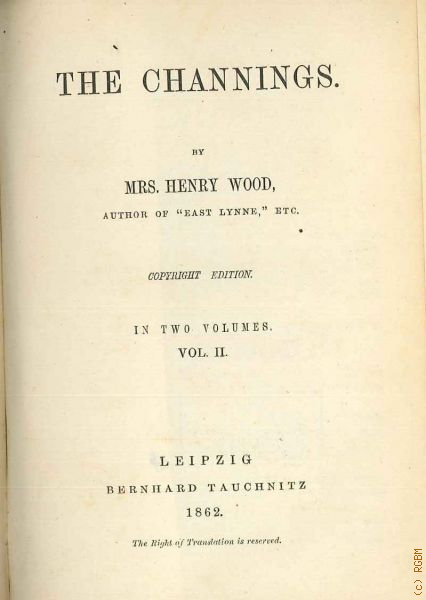 THE CHANNINGS.
BY
MRS. HENRY WOOD,
AUTHOR OF "EAST LYNNE," ETC.
COPYRIGHT EDITION.
IN TWO VOLUMES.
VOL. II.
LEIPZIG
BERNHARD TAUCHNITZ
1862.
The Right of Translation is reserved.
(c) RGBM